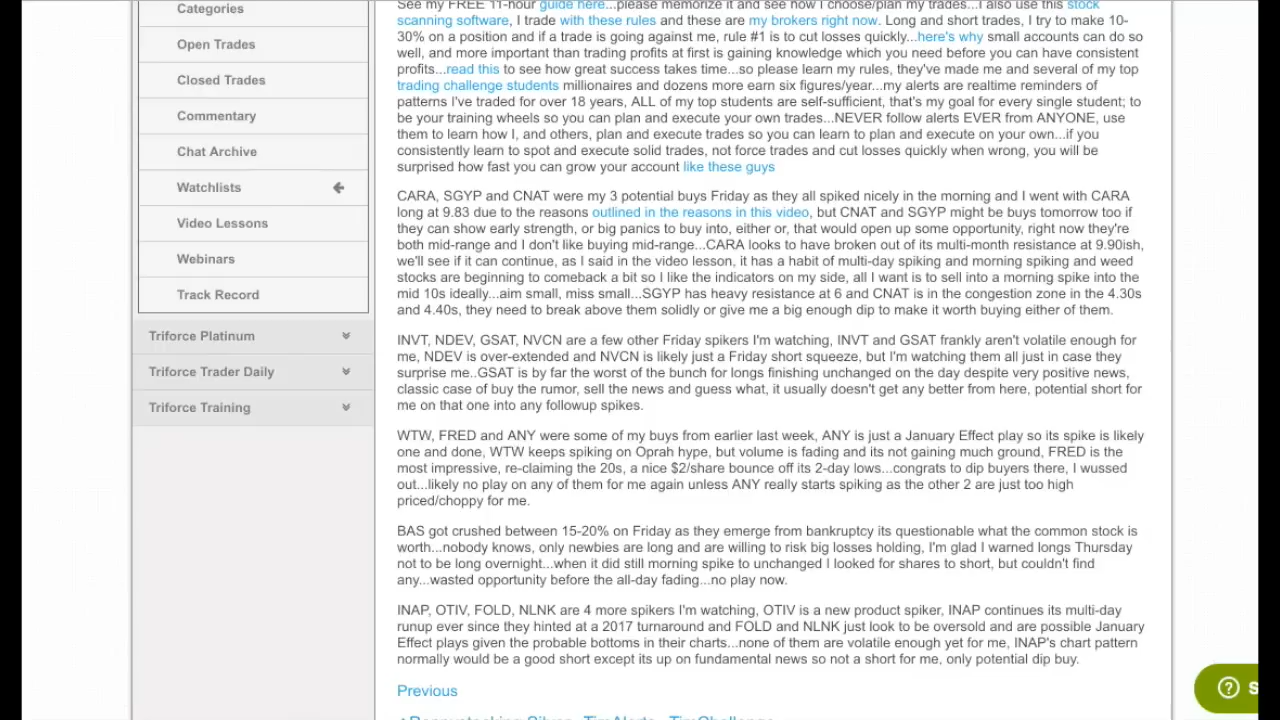 Categories
Open Trades
Closed Trades
Commentary
Chat Archive
Watchlists
Video Lessons
Webinars
Track Record
Triforce Platinum
Triforce Trader Daily
Triforce Training
See my FREE 11-hour guide here...please memorize it and see how I choose/plan my trades...I also use this stock
scanning software, I trade with these rules and these are my brokers right now. Long and short trades, I try to make 10-
30% on a position and if a trade is going against me, rule #1 is to cut losses quickly...here's why small accounts can do so
well, and more important than trading profits at first is gaining knowledge which you need before you can have consistent
profits...read this to see how great success takes time...so please learn my rules, they've made me and several of my top
trading challenge students millionaires and dozens more earn six figures/year...my alerts are realtime reminders of
patterns I've traded for over 18 years, ALL of my top students are self-sufficient, that's my goal for every single student; to
be your training wheels so you can plan and execute your own trades...NEVER follow alerts EVER from ANYONE, use
them to learn how I, and others, plan and execute trades so you can learn to plan and execute on your own...if you
consistently learn to spot and execute solid trades, not force trades and cut losses quickly when wrong, you will be
surprised how fast you can grow your account like these guys
CARA, SGYP and CNAT were my 3 potential buys Friday as they all spiked nicely in the morning and I went with CARA
long at 9.83 due to the reasons outlined in the reasons in this video, but CNAT and SGYP might be buys tomorrow too if
they can show early strength, or big panics to buy into, either or, that would open up some opportunity, right now they're
both mid-range and I don't like buying mid-range...CARA looks to have broken out of its multi-month resistance at 9.90ish,
we'll see if it can continue, as I said in the video lesson, it has a habit of multi-day spiking and morning spiking and weed
stocks are beginning to comeback a bit so I like the indicators on my side, all I want is to sell into a morning spike into the
mid 10s ideally...aim small, miss small...SGYP has heavy resistance at 6 and CNAT is in the congestion zone in the 4.30s
and 4.40s, they need to break above them solidly or give me a big enough dip to make it worth buying either of them.
INVT, NDEV, GSAT, NVCN are a few other Friday spikers I'm watching, INVT and GSAT frankly aren't volatile enough for
me, NDEV is over-extended and NVCN is likely just a Friday short squeeze, but I'm watching them all just in case they
surprise me..GSAT is by far the worst of the bunch for longs finishing unchanged on the day despite very positive news,
classic case of buy the rumor, sell the news and guess what, it usually doesn't get any better from here, potential short for
me on that one into any followup spikes.
WTW, FRED and ANY were some of my buys from earlier last week, ANY is just a January Effect play so its spike is likely
one and done, WTW keeps spiking on Oprah hype, but volume is fading and its not gaining much ground, FRED is the
most impressive, re-claiming the 20s, a nice $2/share bounce off its 2-day lows...congrats to dip buyers there, I wussed
out...likely no play on any of them for me again unless ANY really starts spiking as the other 2 are just too high
priced/choppy for me.
BAS got crushed between 15-20% on Friday as they emerge from bankruptcy its questionable what the common stock is
worth...nobody knows, only newbies are long and are willing to risk big losses holding, I'm glad I warned longs Thursday
not to be long overnight...when it did still morning spike to unchanged I looked for shares to short, but couldn't find
any...wasted opportunity before the all-day fading...no play now.
INAP, OTIV, FOLD, NLNK are 4 more spikers I'm watching, OTIV is a new product spiker, INAP continues its multi-day
runup ever since they hinted at a 2017 turnaround and FOLD and NLNK just look to be oversold and are possible January
Effect plays given the probable bottoms in their charts...none of them are volatile enough yet for me, INAP's chart pattern
normally would be a good short except its up on fundamental news so not a short for me, only potential dip buy.
Previous